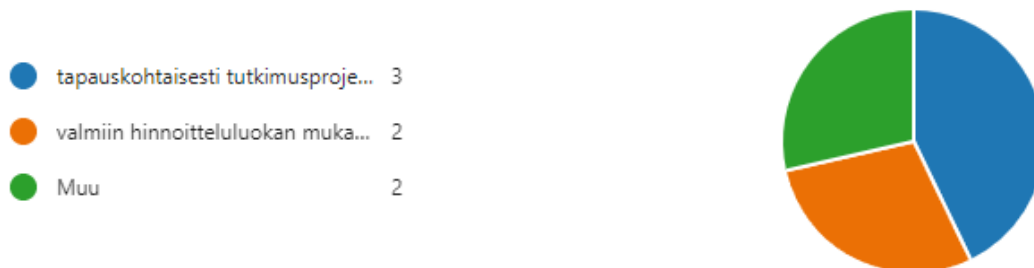 tapauskohtaisesti tutkimusproje... 3
valmiin hinnoitteluluokan muka... 2
Muu 2